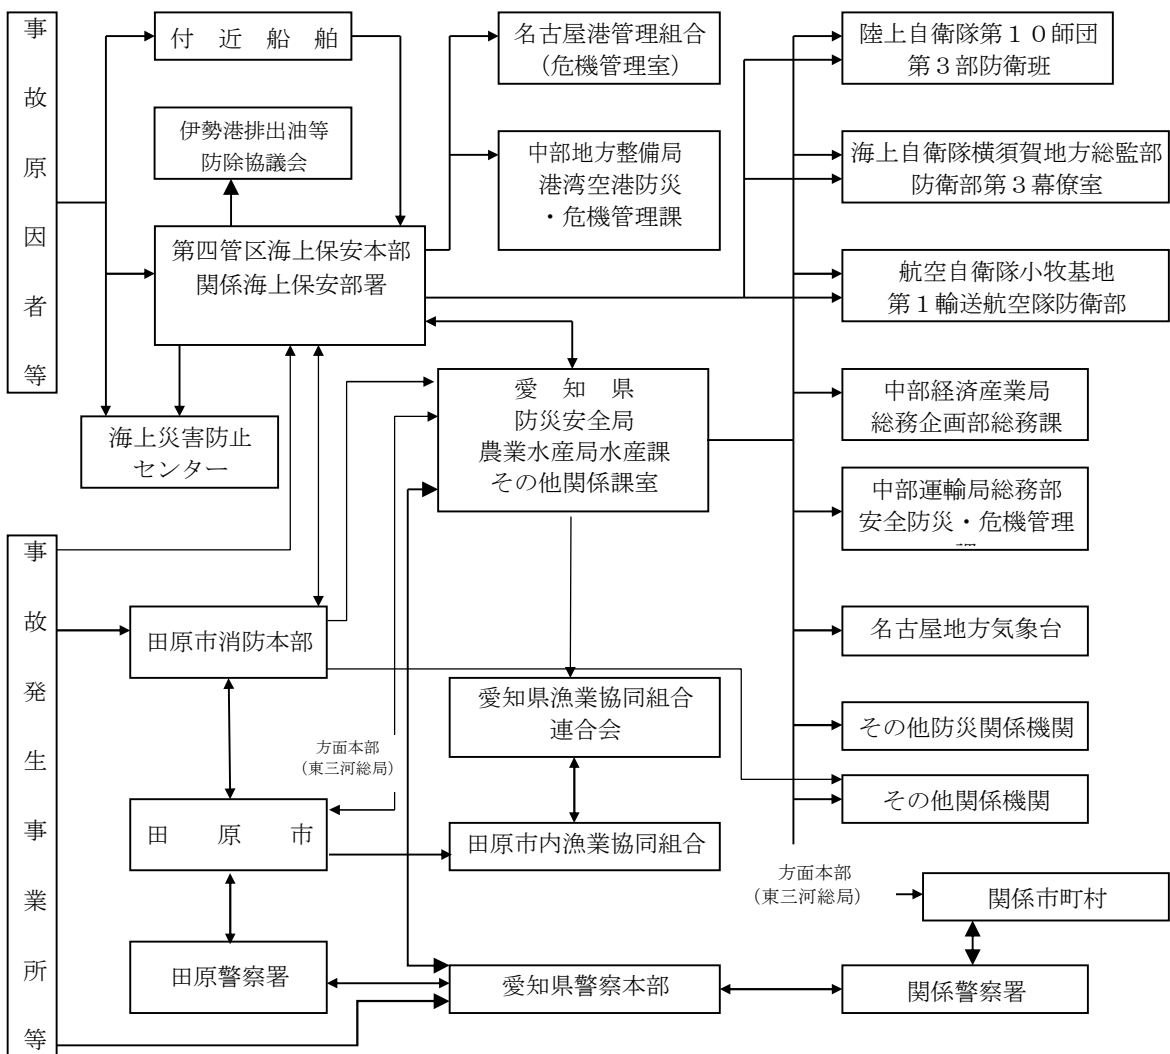 事故原因者等
付　近　船　舶
伊勢港排出油等
防除協議会
第四管区海上保安本部
関係海上保安部署
海上災害防止
センター
名古屋港管理組合
（危機管理室）
中部地方整備局
港湾空港防災
・危機管理課
愛　知　県
防災安全局
農業水産局水産課
その他関係課室
陸上自衛隊第１０師団
第３部防衛班
海上自衛隊横須賀地方総監部
防衛部第３幕僚室
航空自衛隊小牧基地
第１輸送航空隊防衛部
中部経済産業局
総務企画部総務課
中部運輸局総務部
安全防災・危機管理
名古屋地方気象台
その他防災関係機関
その他関係機関
事故発生事業所等
田原市消防本部
方面本部
（東三河総局）
田　原　市
田原警察署
愛知県漁業協同組合
連合会
田原市内漁業協同組合
愛知県警察本部
方面本部
（東三河総局）
関係市町村
関係警察署